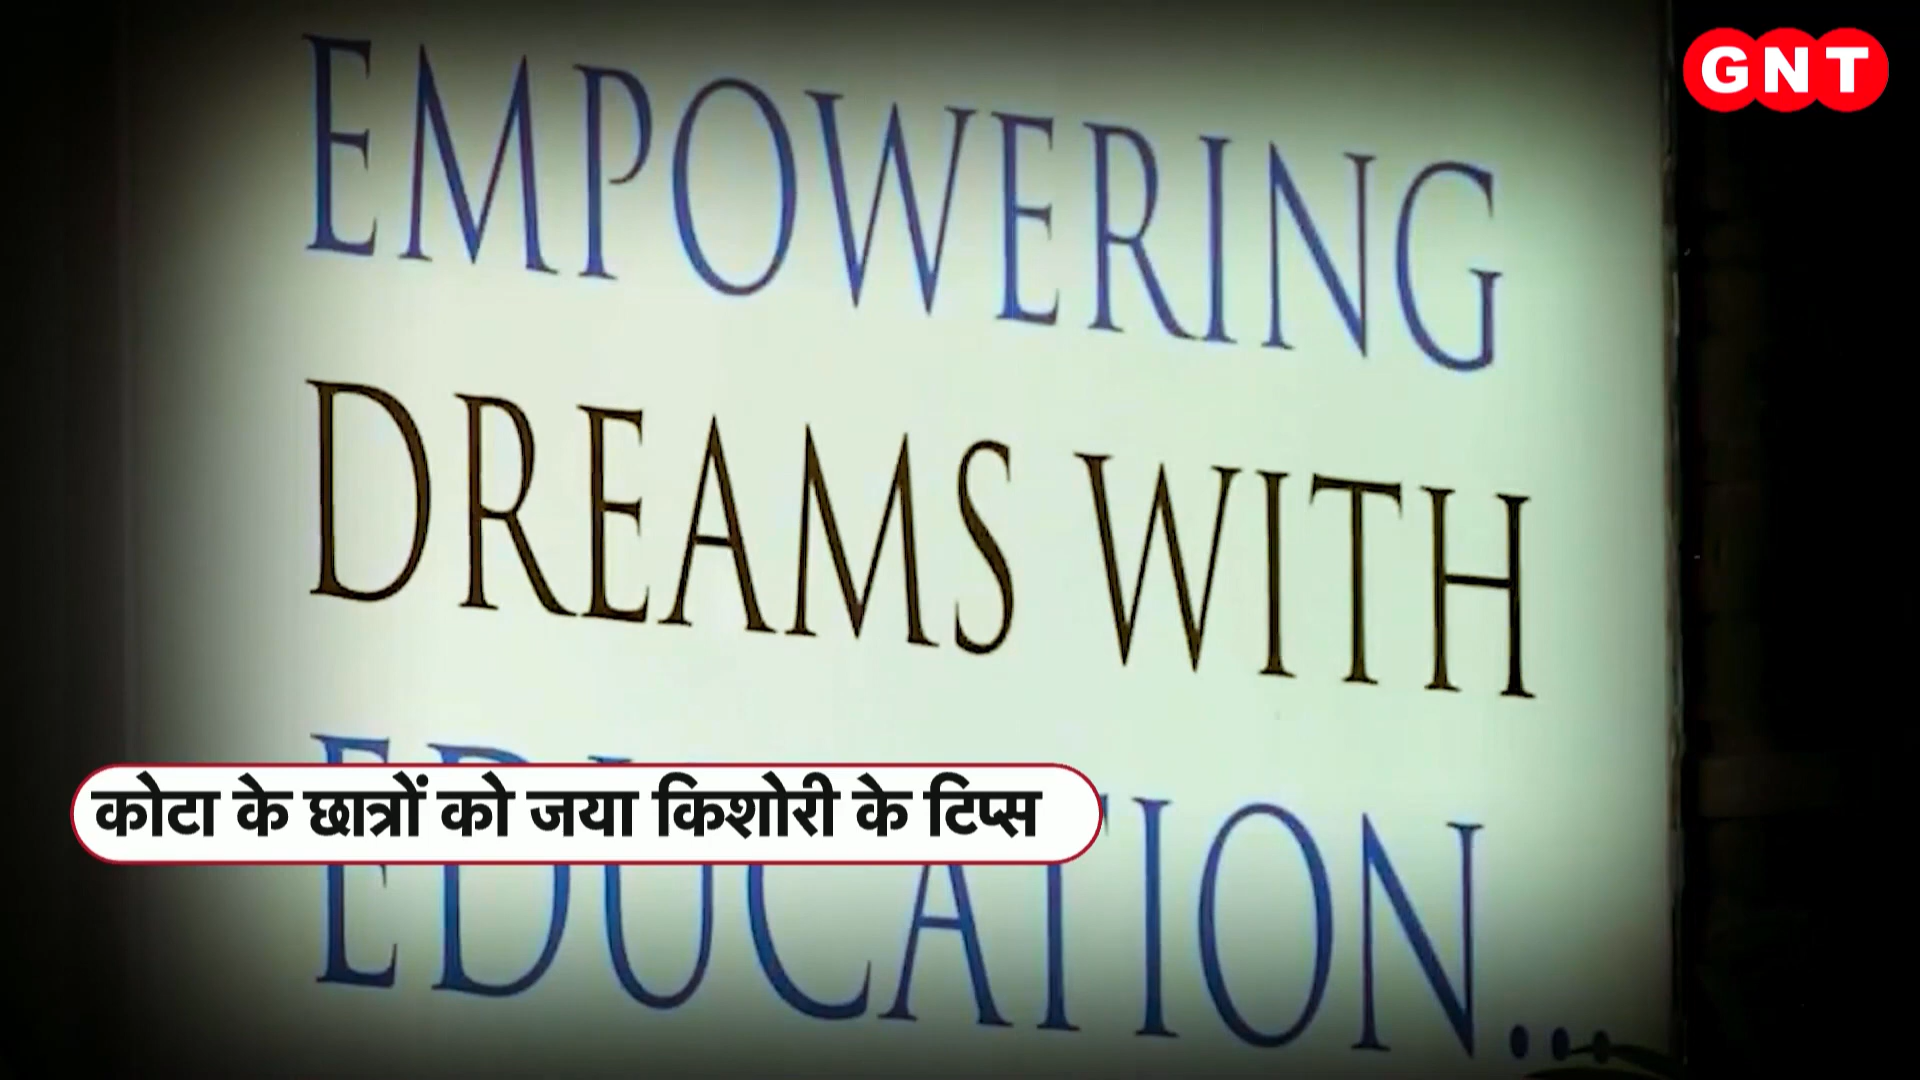 GNT
EMPOWERING
DREAMS WITH
EDUCATION...
कोटा के छात्रों को जया किशोरी के टिप्स